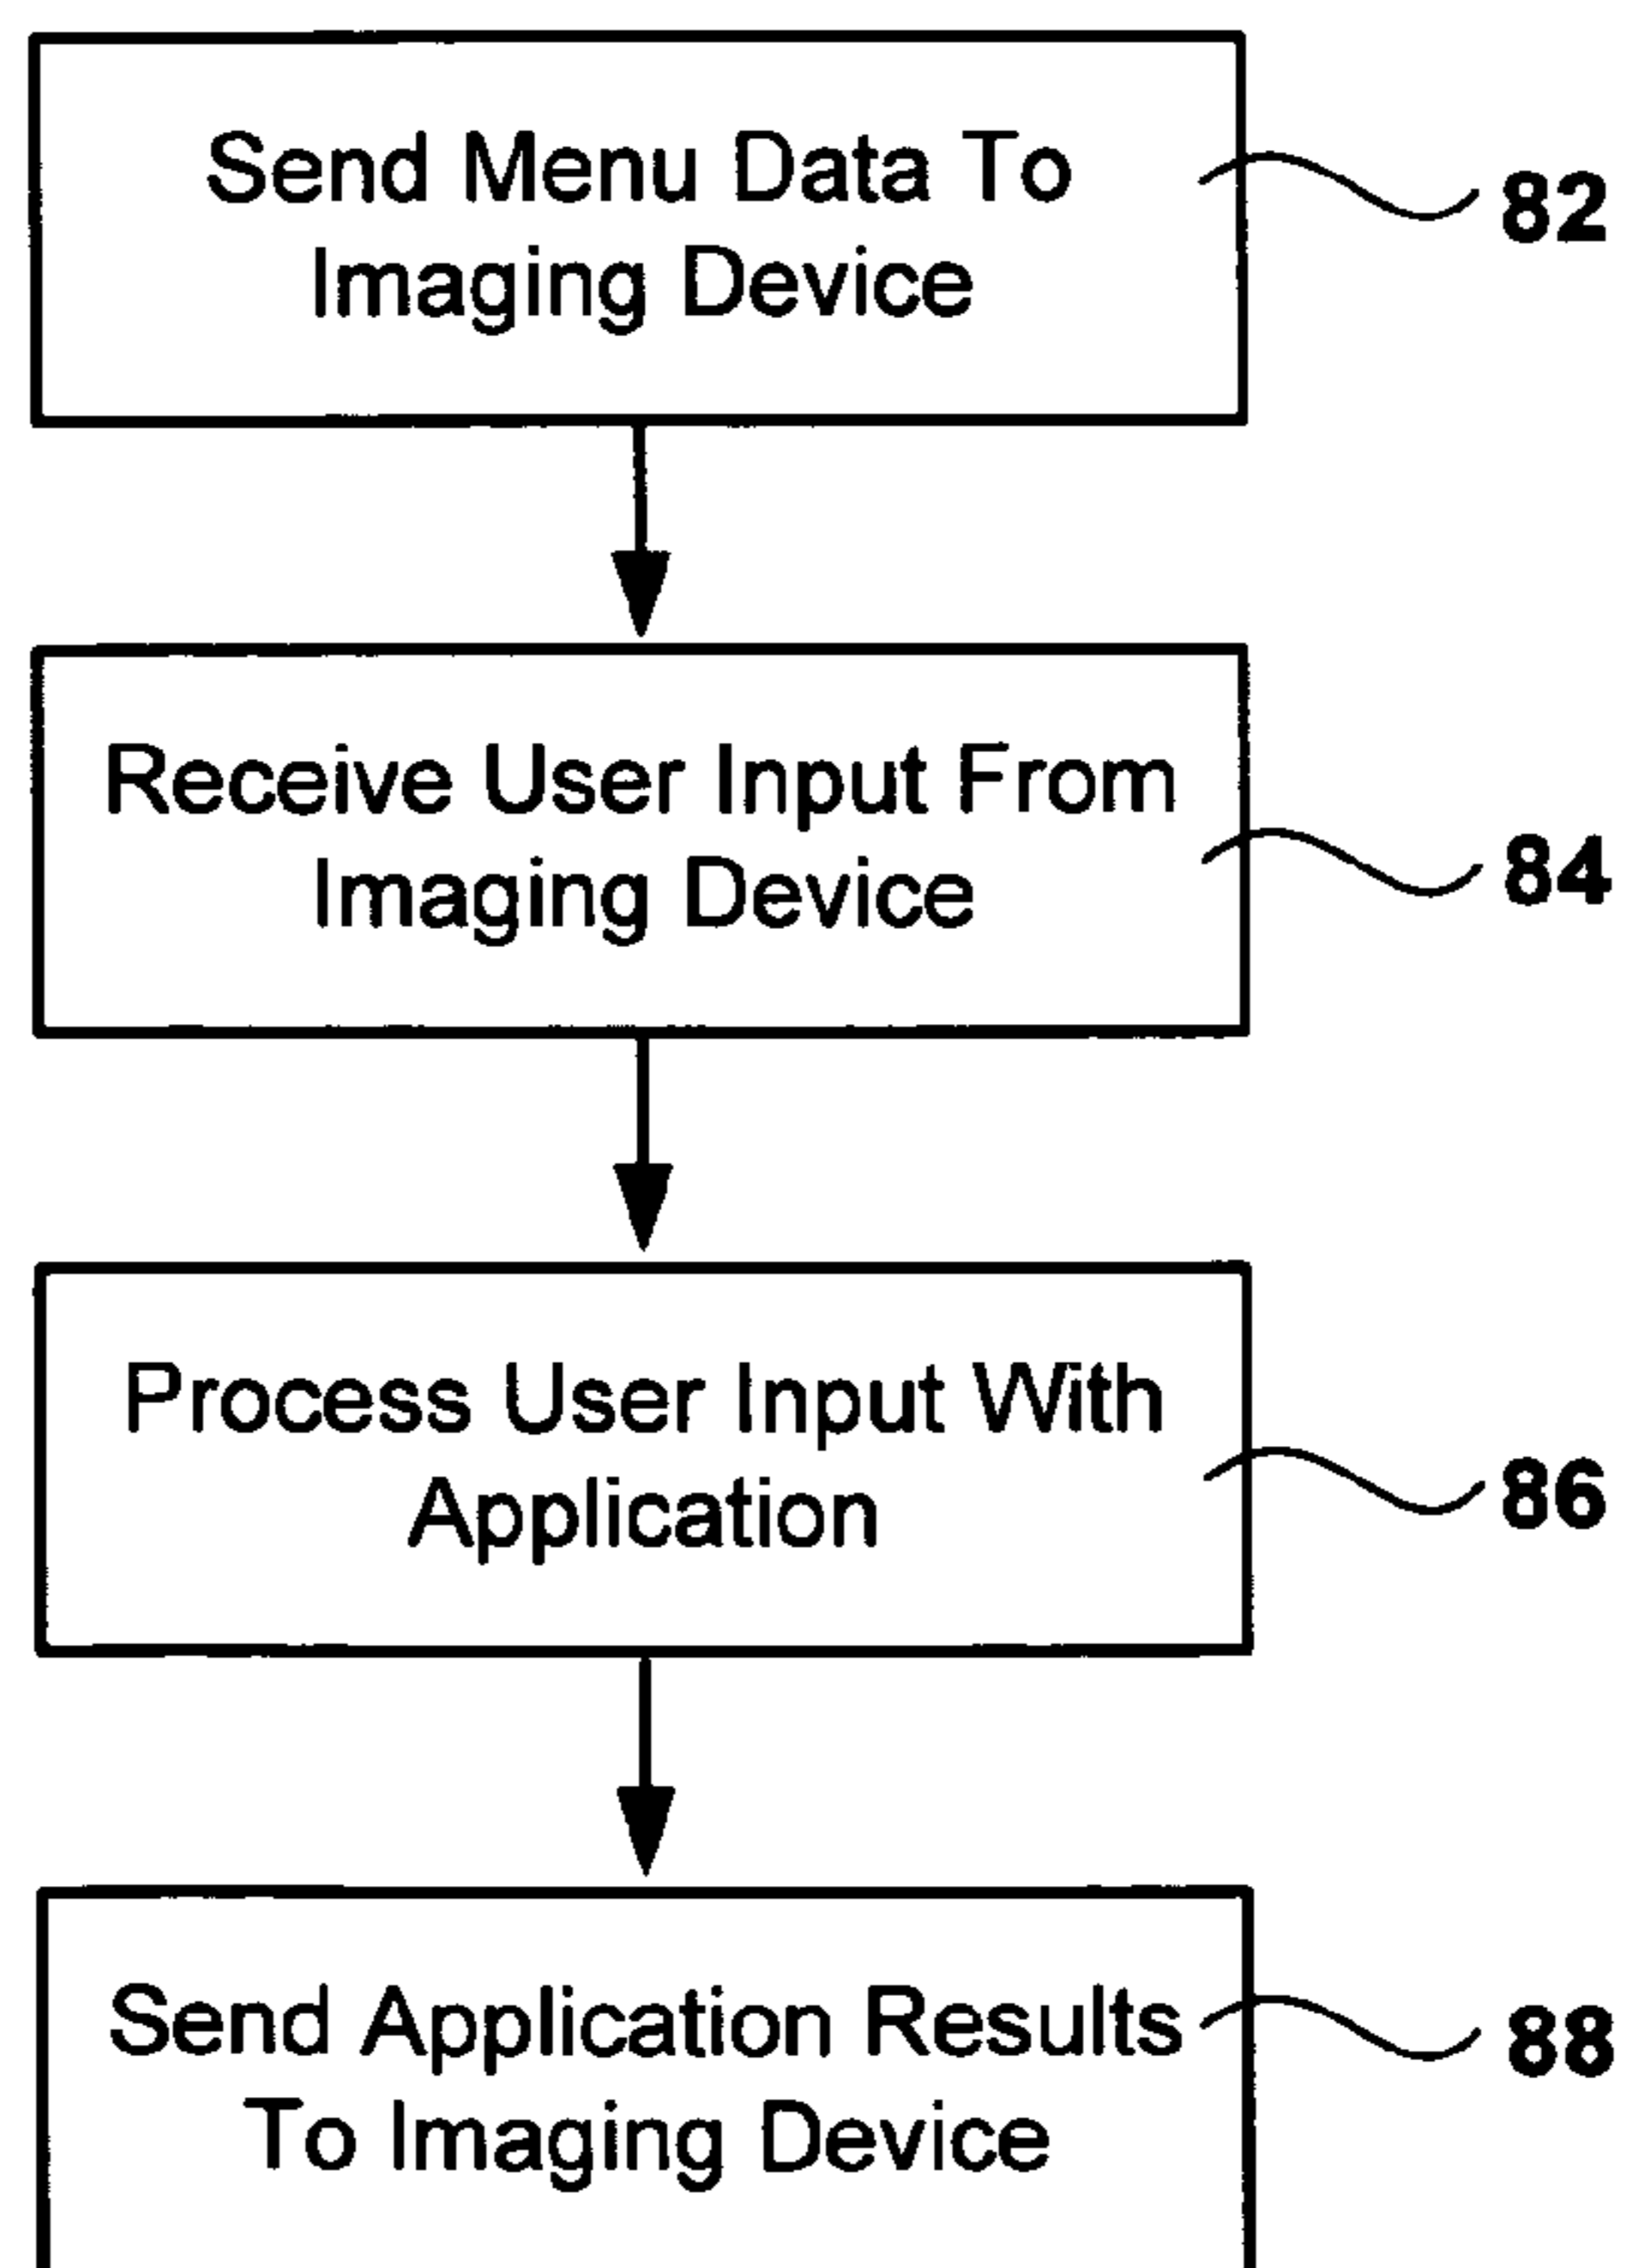 Send Menu Data To
Imaging Device
82
Receive User Input From
Imaging Device
84
Process User Input With
Application
86
Send Application Results
To Imaging Device
88